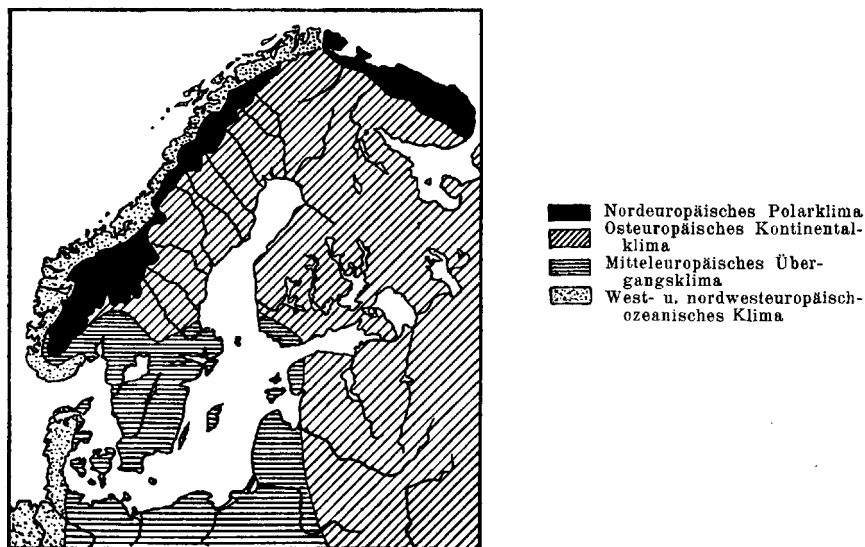 Nordeuropäisches Polarklima
Osteuropäisches Kontinental-
klima
Mitteleuropäisches Über-
gangsklima
West- u. nordwesteuropäisch-
ozeanisches Klima